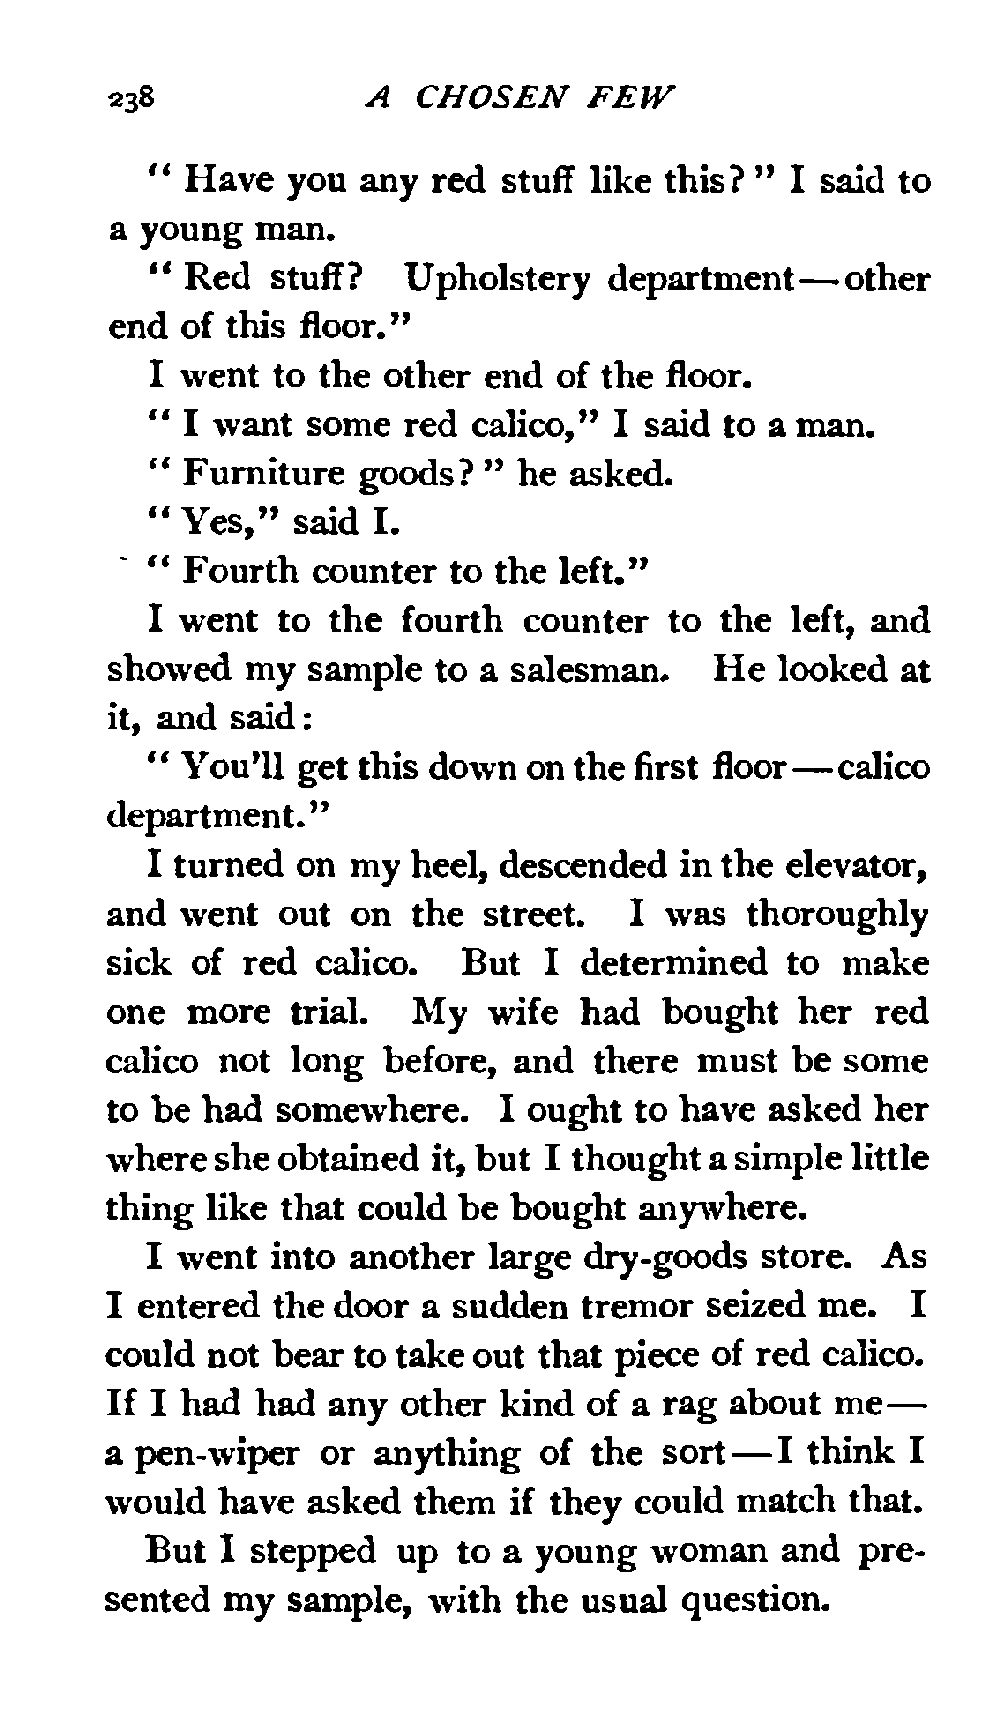 238 A CHOSEN FEW
“ Have you any red stuff like this? ” I said to
a young man.
“ Red stuff? Upholstery department—other
end of this floor.”
I went to the other end of the floor.
“ I want some red calico,” I said to a man.
“ Furniture goods? ” he asked.
“ Yes,” said I.
“ Fourth counter to the left.”
I went to the fourth counter to the left, and
showed my sample to a salesman. He looked at
it, and said:
“ You’ll get this down on the first floor—calico
department.”
I turned on my heel, descended in the elevator,
and went out on the street. I was thoroughly
sick of red calico. But I determined to make
one more trial. My wife had bought her red
calico not long before, and there must be some
to be had somewhere. I ought to have asked her
where she obtained it, but I thought a simple little
thing like that could be bought anywhere.
I went into another large dry-goods store. As
I entered the door a sudden tremor seized me. I
could not bear to take out that piece of red calico.
If I had had any other kind of a rag about me—
a pen-wiper or anything of the sort—I think I
would have asked them if they could match that.
But I stepped up to a young woman and pre-
sented my sample, with the usual question.